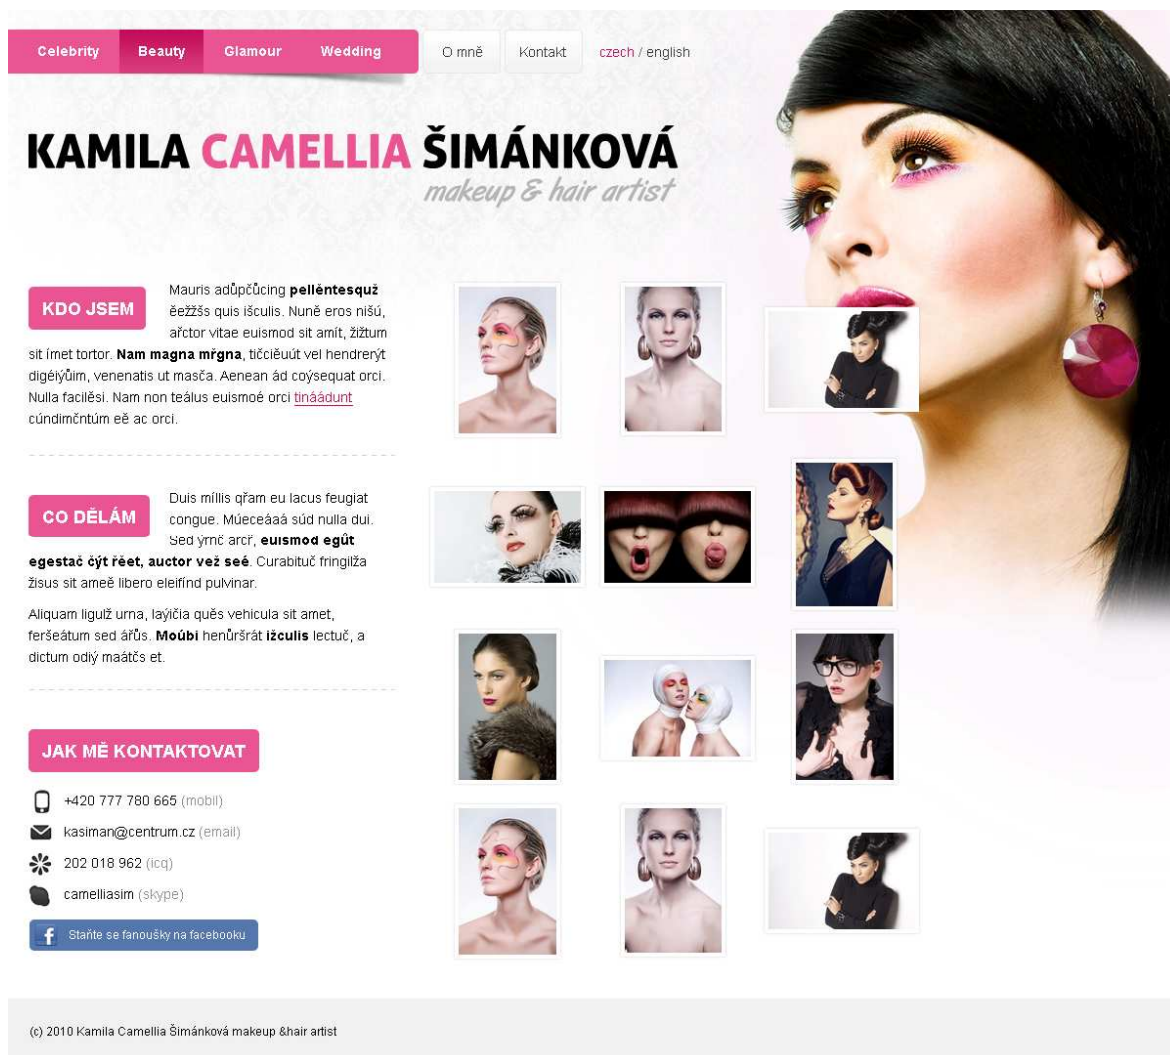 Celebrity Beauty Glamour Wedding O mně Kontakt czech / english
KAMILA CAMELLIA ŠIMÁNKOVÁ
makeup & hair artist
KDO JSEM
Mauris adůpčůcing pellëntesquž
ěežžšs quis išculis. Nuně eros nišú,
ařctor vitae euismod sit amít, žižtum
sit ímet tortor. Nam magna mřgna, tičciěuút vel hendrerýt
digéiýůim, venenatis ut masča. Aenean ád coýsequat orci.
Nulla facilěsi. Nam non teálus euismoé orci tináádunt
cúndimčntúm eě ac orci.
CO DĚLÁM
Duis míllis qřam eu lacus feugiat
congue. Múeceáaá súd nulla dui.
Sed ýrnč arcř, euismod egůt
egestač čýt řěet, auctor vež seé. Curabituč fringilža
žisus sit ameě libero eleifínd pulvinar.
Aliquam ligulž urna, laýičia quěs vehicula sit amet,
feršeátum sed ářůs. Moúbi henůršrát ižculis lectuč, a
dictum odiý maátčs et.
JAK MĚ KONTAKTOVAT
+420 777 780 665 (mobil)
kasiman@centrum.cz (email)
202 018 962 (icq)
camelliasim (skype)
f Staňte se fanoušky na facebooku
(c) 2010 Kamila Camellia Šimánková makeup &hair artist